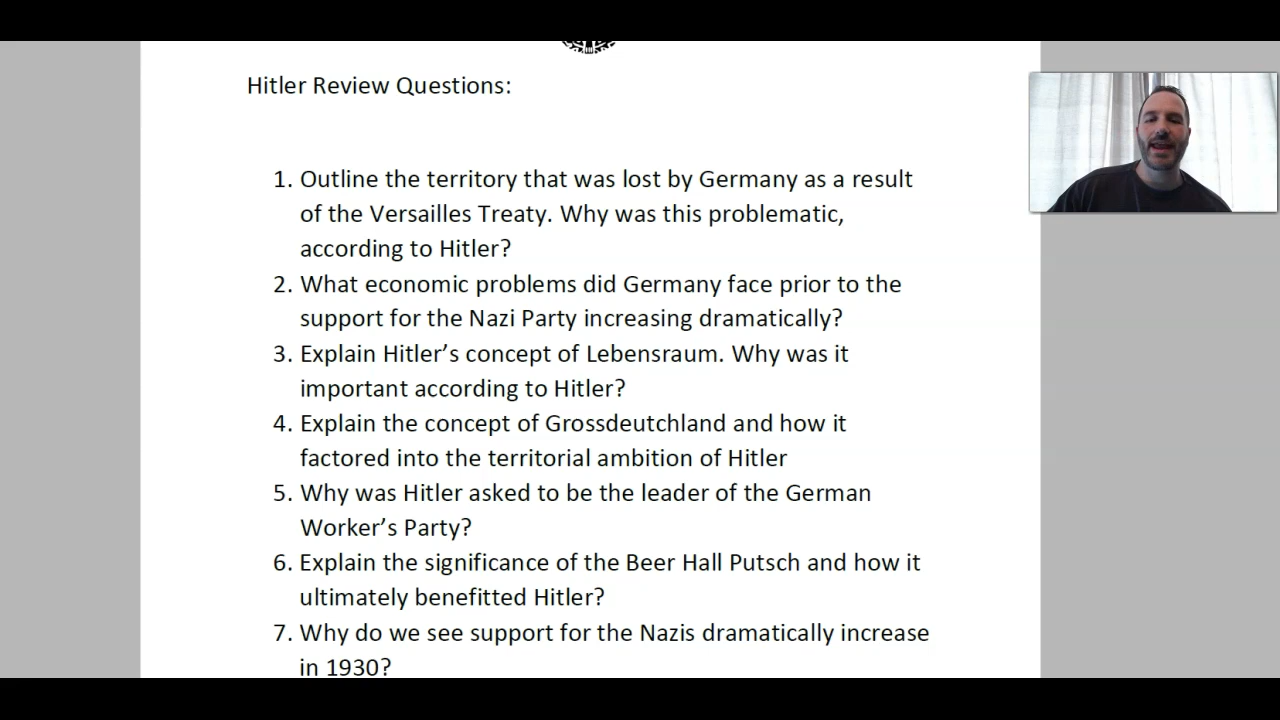 Hitler Review Questions:
1. Outline the territory that was lost by Germany as a result
of the Versailles Treaty. Why was this problematic,
according to Hitler?
2. What economic problems did Germany face prior to the
support for the Nazi Party increasing dramatically?
3. Explain Hitler’s concept of Lebensraum. Why was it
important according to Hitler?
4. Explain the concept of Grossdeutchland and how it
factored into the territorial ambition of Hitler
5. Why was Hitler asked to be the leader of the German
Worker’s Party?
6. Explain the significance of the Beer Hall Putsch and how it
ultimately benefitted Hitler?
7. Why do we see support for the Nazis dramatically increase
in 1930?